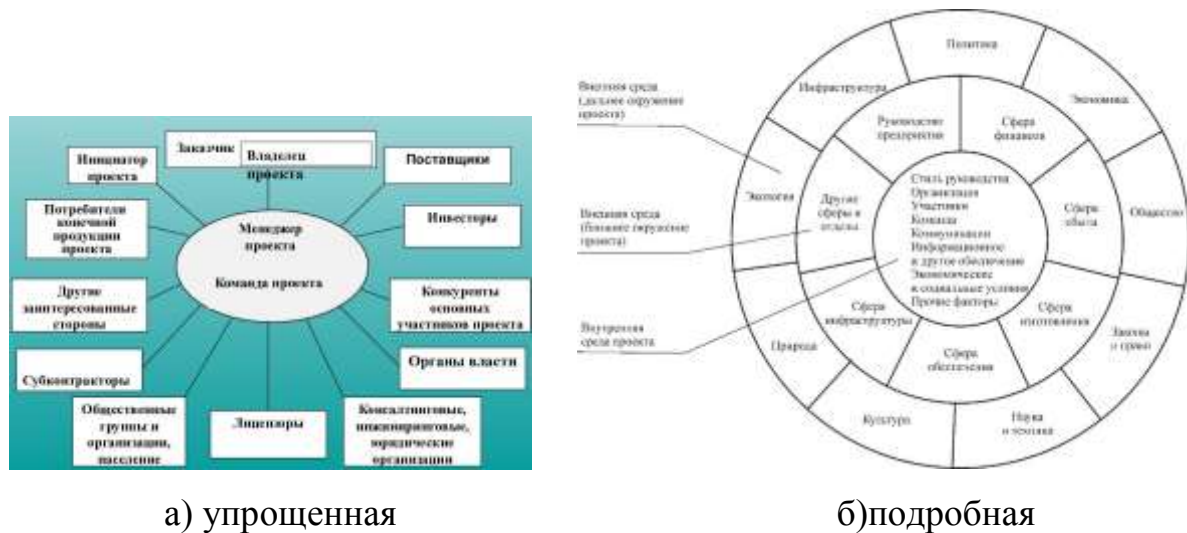 Заказчик
Владелец
проекта
Инициатор
проекта
Поставщики
Потребители
конечной
продукции
проекта
Инвесторы
Менеджер
проекта
Команда проекта
Другие
заинтересованные
стороны
Конкуренты
основных
участников проекта
Субконтракторы
Органы власти
Общественные
группы и
организации,
население
Лицензоры
Консалтинговые,
инжиниринговые,
юридические
организации
а) упрощенная
Внешняя среда
(дальнее окружение
проекта)
Внешняя среда
(ближнее окружение
проекта)
Внутренняя
среда проекта
Политика
Экономика
Общество
Законы
и право
Наука
и техника
Культура
Природа
Экология
Инфраструктура
Руководство
предприятия
Сфера
финансов
Сфера
сбыта
Сфера
изготовления
Сфера
обеспечения
Сфера
инфраструктуры
Другие
сферы и
отделы
Стиль руководства
Организация
Участники
Команда
Коммуникации
Информационное
и другое обеспечение
Экономические
и социальные условия
Прочие факторы
б)подробная